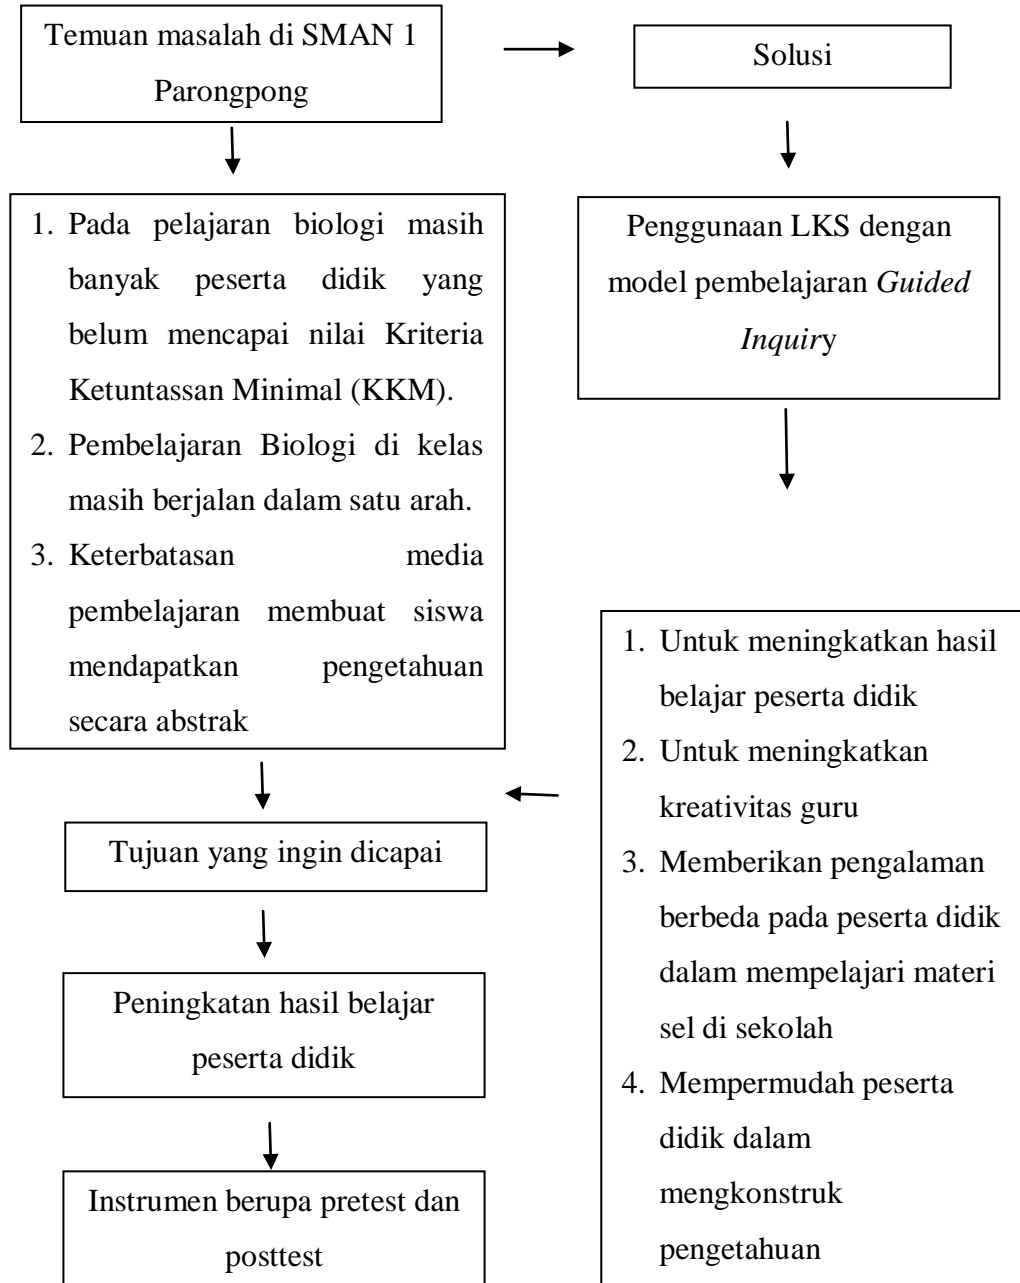 Temuan masalah di SMAN 1
Parongpong
Solusi
1. Pada pelajaran biologi masih
banyak peserta didik yang
belum mencapai nilai Kriteria
Ketuntassan Minimal (KKM).
2. Pembelajaran Biologi di kelas
masih berjalan dalam satu arah.
3. Keterbatasan media
pembelajaran membuat siswa
mendapatkan pengetahuan
secara abstrak
Penggunaan LKS dengan
model pembelajaran Guided
Inquiry
1. Untuk meningkatkan hasil
belajar peserta didik
2. Untuk meningkatkan
kreativitas guru
3. Memberikan pengalaman
berbeda pada peserta didik
dalam mempelajari materi
sel di sekolah
4. Mempermudah peserta
didik dalam
mengkonstruk
pengetahuan
Tujuan yang ingin dicapai
Peningkatan hasil belajar
peserta didik
Instrumen berupa pretest dan
posttest